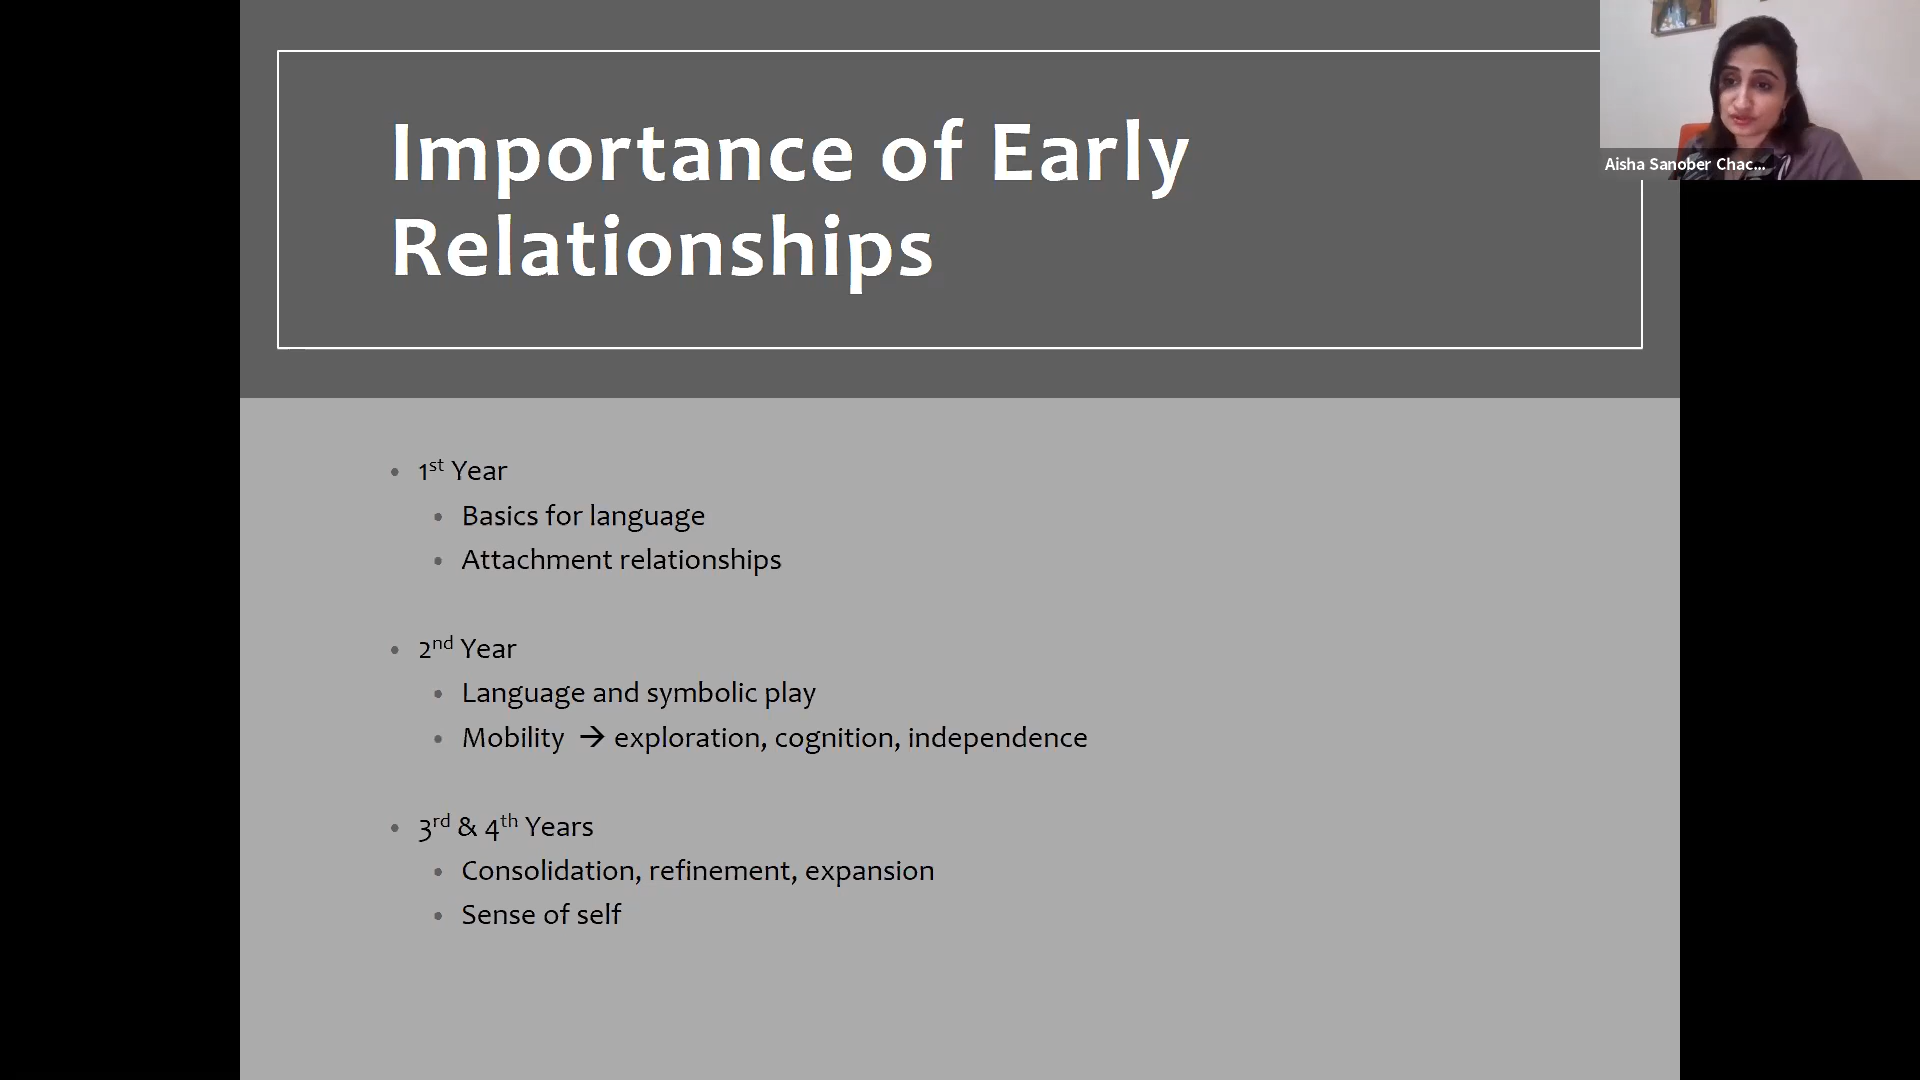 Importance of Early
Relationships
Aisha Sanober Chac...
• 1st Year
• Basics for language
• Attachment relationships
• 2nd Year
• Language and symbolic play
• Mobility → exploration, cognition, independence
• 3rd & 4th Years
• Consolidation, refinement, expansion
• Sense of self